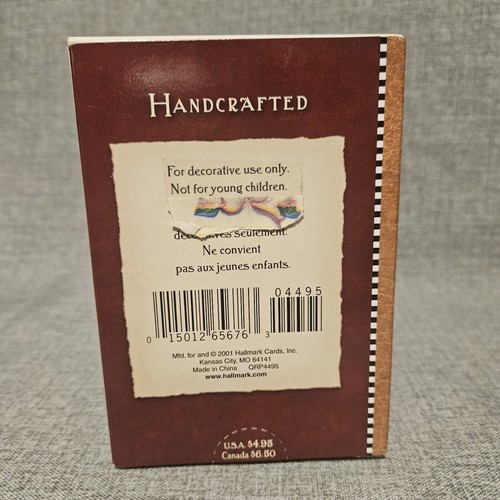 HANDCRAFTED
For decorative use only.
Not for young children.
seulement.
Ne convient
pas aux jeunes enfants.
04495
0 15012 65676 3
Mfd. for and © 2001 Hallmark Cards, Inc.
Kansas City, MO 64141
Made in China QRP4495
www.hallmark.com
U.S.A. $4.95
Canada $6.50